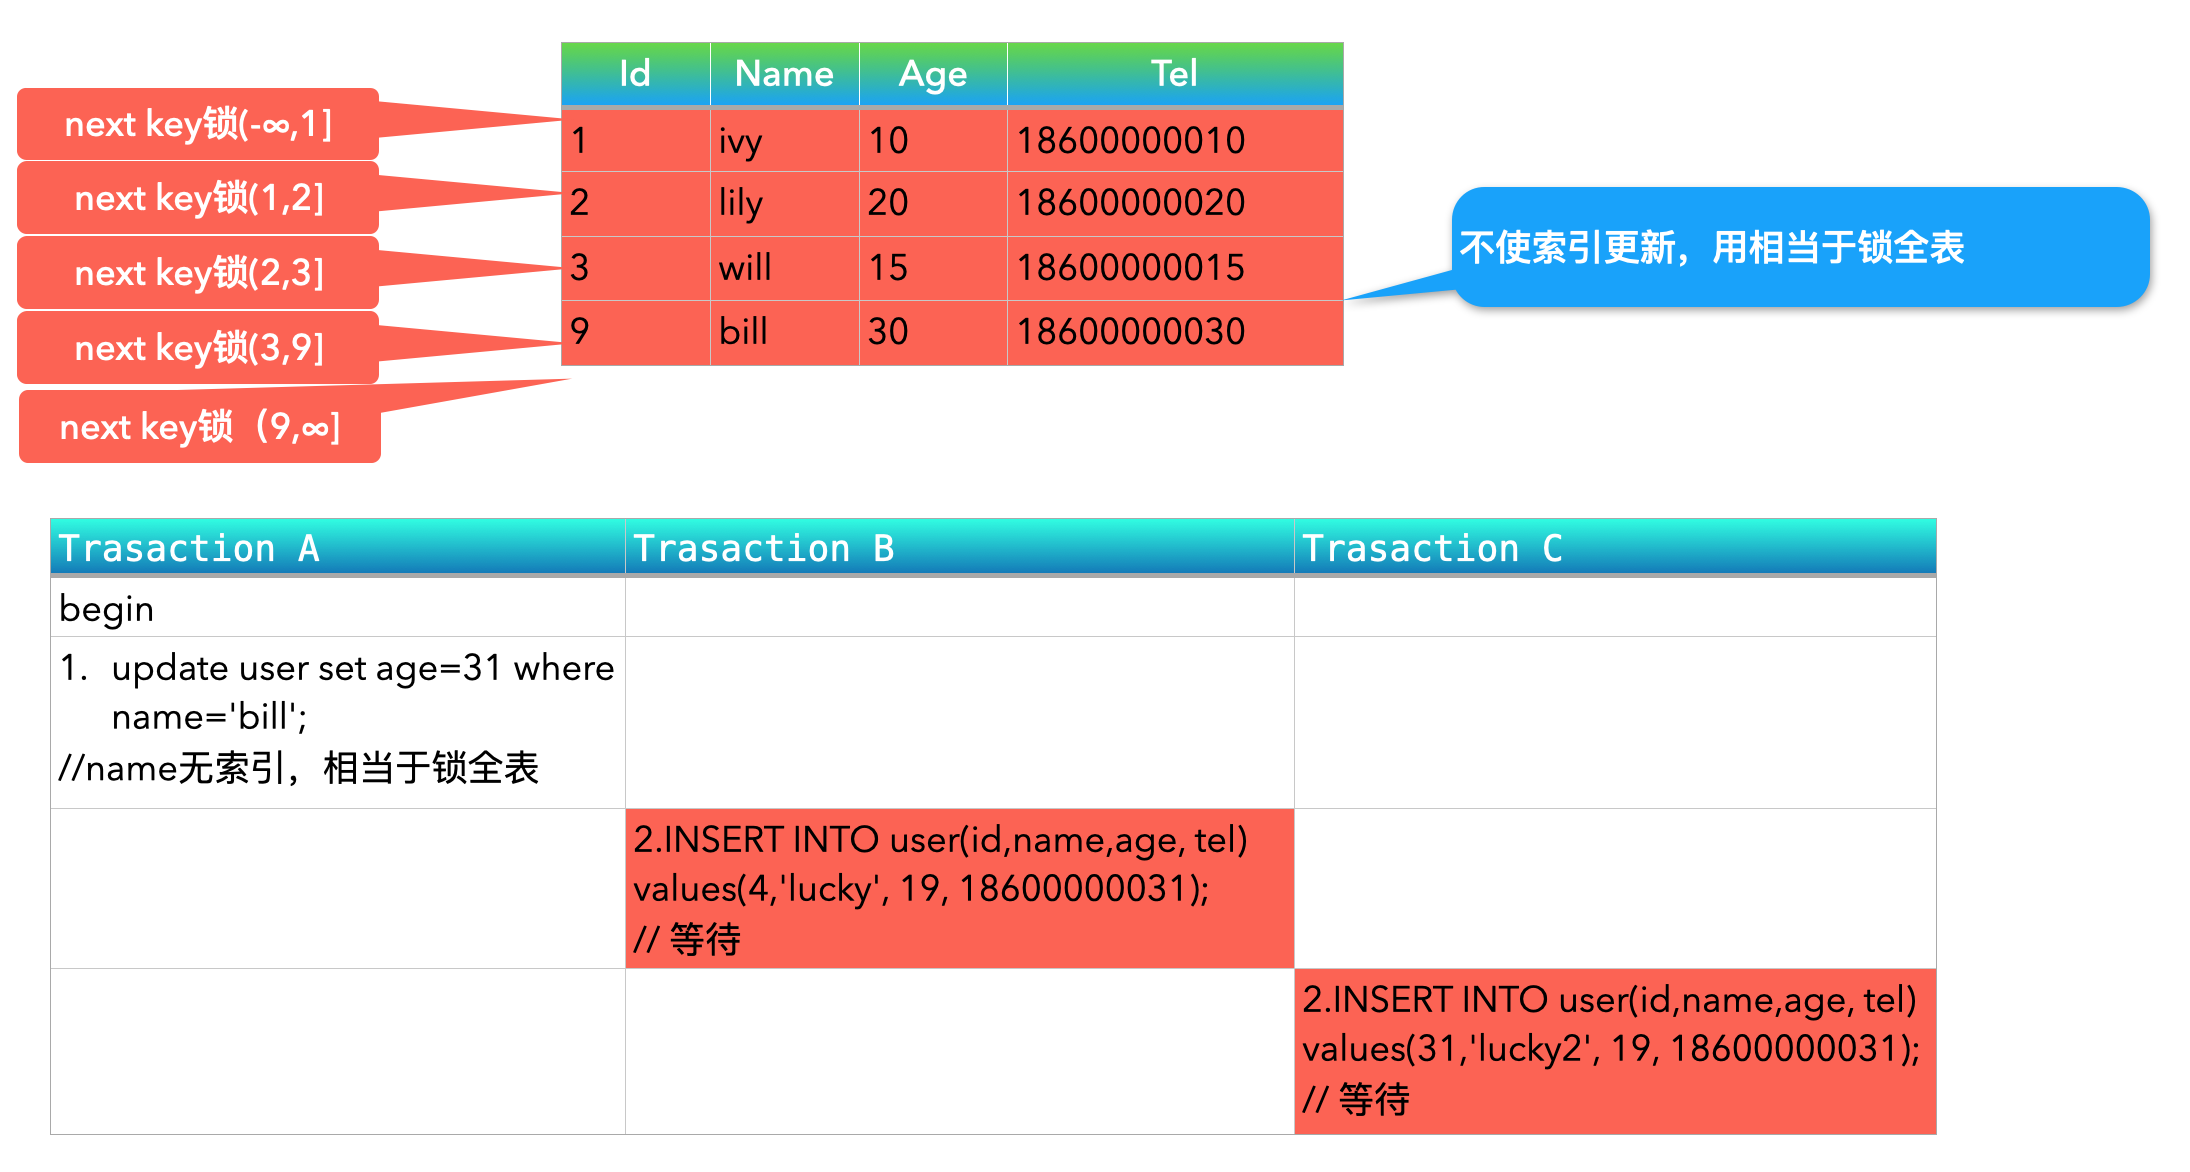 Id Name Age Tel
next key锁(-∞,1]
1 ivy 10 18600000010
next key锁(1,2]
2 lily 20 18600000020
next key锁(2,3]
3 will 15 18600000015
不使索引更新，用相当于锁全表
next key锁(3,9]
9 bill 30 18600000030
next key锁（9,∞]
Trasaction A Trasaction B Trasaction C
begin
1. update user set age=31 where
name='bill';
//name无索引，相当于锁全表
2.INSERT INTO user(id,name,age, tel)
values(4,'lucky', 19, 18600000031);
// 等待
2.INSERT INTO user(id,name,age, tel)
values(31,'lucky2', 19, 18600000031);
// 等待